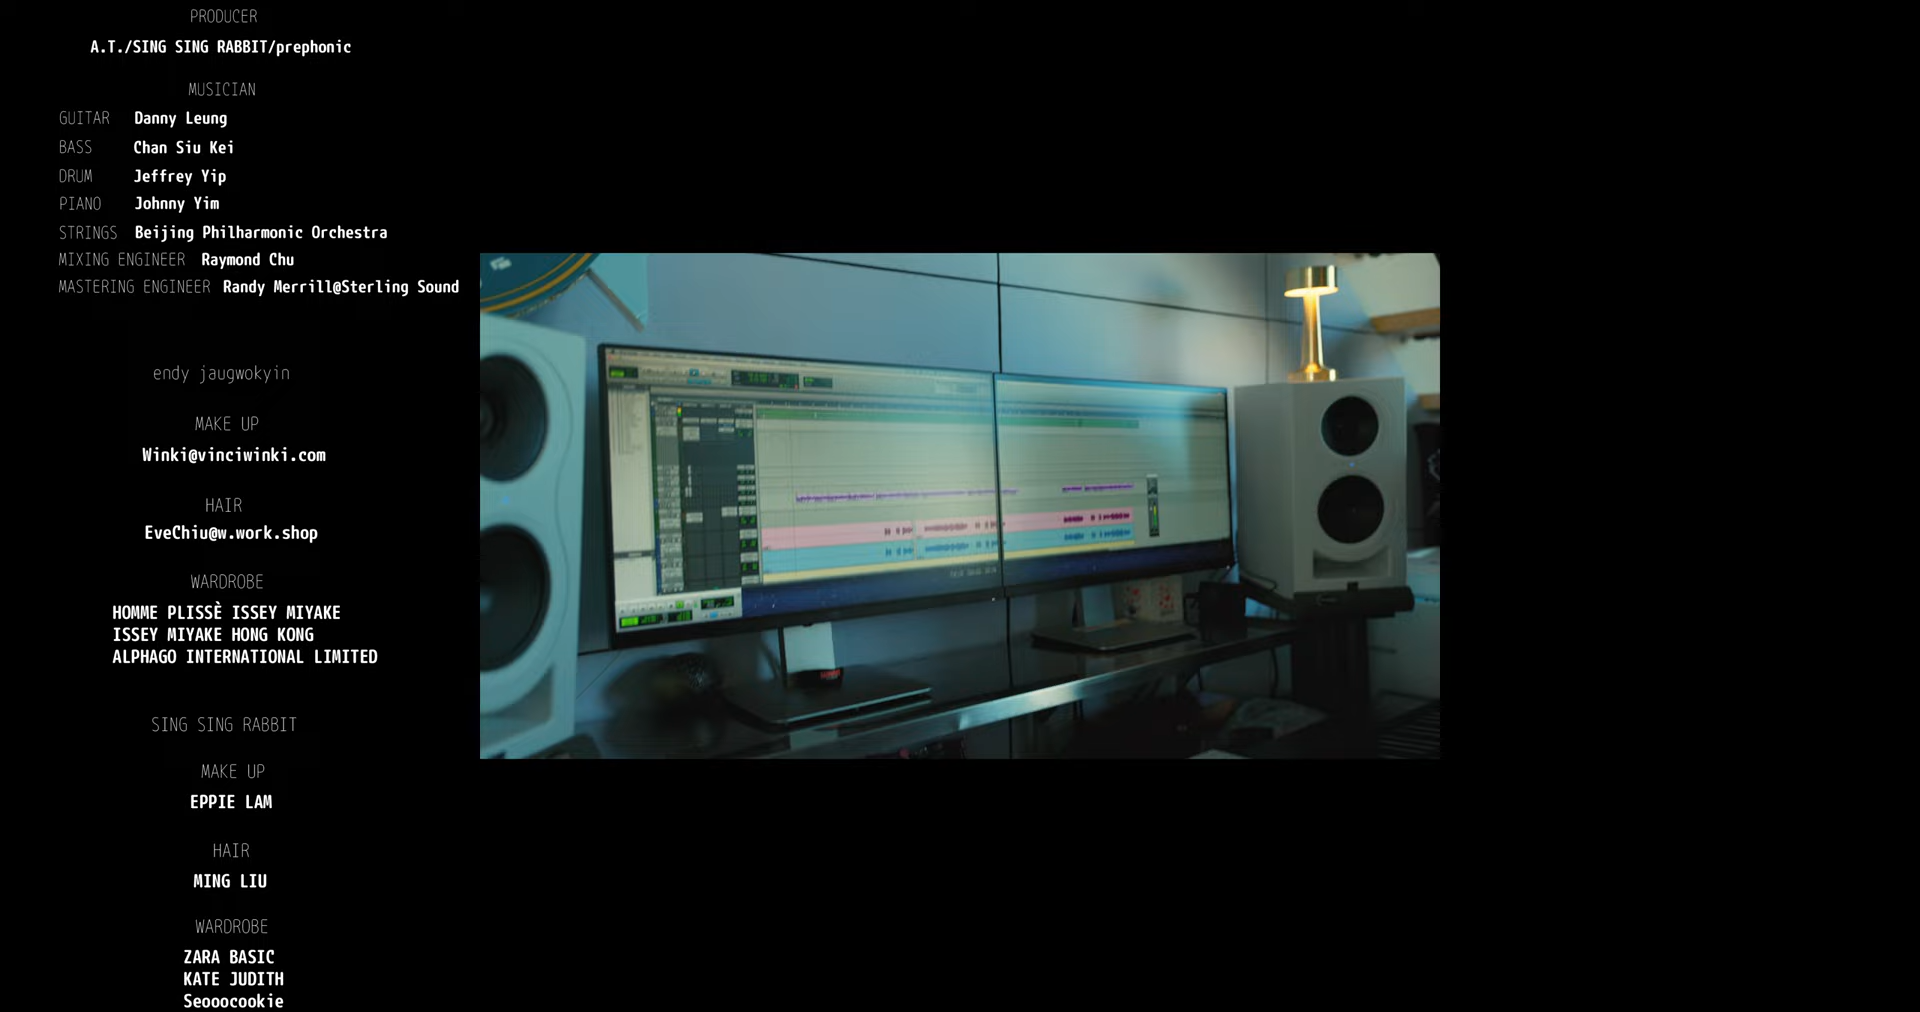 PRODUCER
A.T./SING SING RABBIT/prephonic
MUSICIAN
GUITAR Danny Leung
BASS Chan Siu Kei
DRUM Jeffrey Yip
PIANO Johnny Yim
STRINGS Beijing Philharmonic Orchestra
MIXING ENGINEER Raymond Chu
MASTERING ENGINEER Randy Merrill@Sterling Sound
endy jaugwokyin
MAKE UP
Winki@vinciwinki.com
HAIR
EveChiu@w.work.shop
WARDROBE
HOMME PLISSÈ ISSEY MIYAKE
ISSEY MIYAKE HONG KONG
ALPHAGO INTERNATIONAL LIMITED
SING SING RABBIT
MAKE UP
EPPIE LAM
HAIR
MING LIU
WARDROBE
ZARA BASIC
KATE JUDITH
Seooocookie